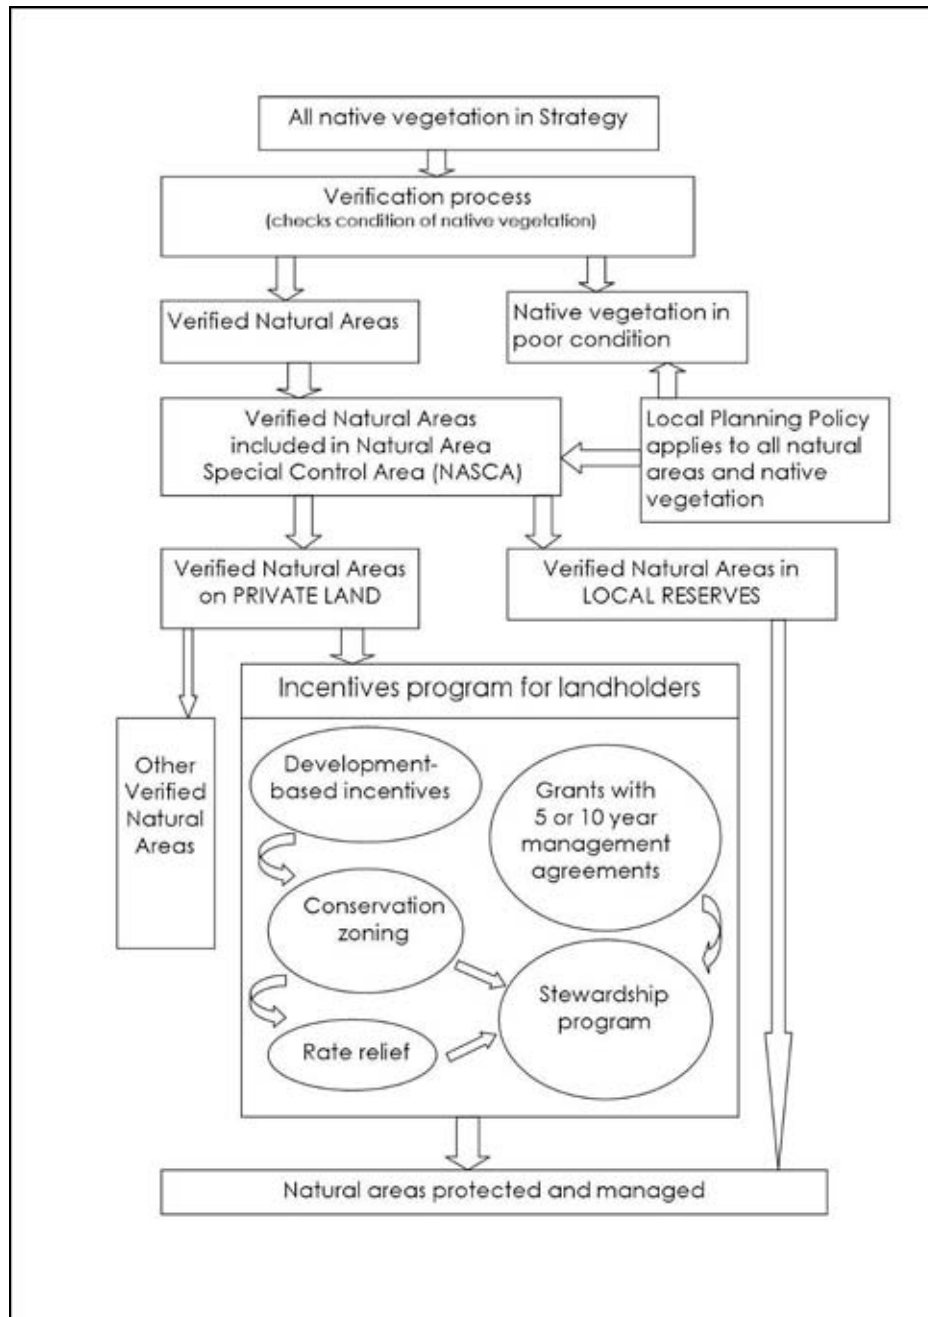 All native vegetation in Strategy
Verification process
(checks condition of native vegetation)
Verified Natural Areas
Native vegetation in
poor condition
Verified Natural Areas
included in Natural Area
Special Control Area (NASCA)
Local Planning Policy
applies to all natural
areas and native
vegetation
Verified Natural Areas
on PRIVATE LAND
Verified Natural Areas in
LOCAL RESERVES
Incentives program for landholders
Other
Verified
Natural
Areas
Development-
based incentives
Grants with
5 or 10 year
management
agreements
Conservation
zoning
Stewardship
program
Rate relief
Natural areas protected and managed